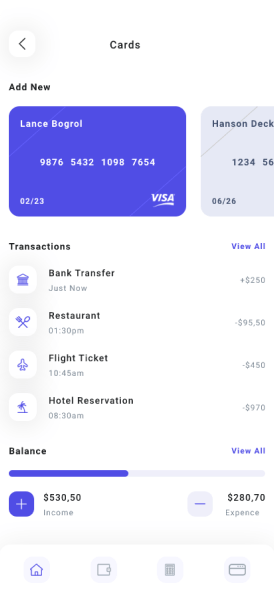 Cards
Add New
Lance Bogrol
9876 5432 1098 7654
02/23
VISA
Hanson Deck
1234 56
06/26
Transactions
View All
Bank Transfer
Just Now
+$250
Restaurant
01:30pm
-$95,50
Flight Ticket
10:45am
-$450
Hotel Reservation
08:30am
-$970
Balance
View All
$530,50
Income
$280,70
Expence